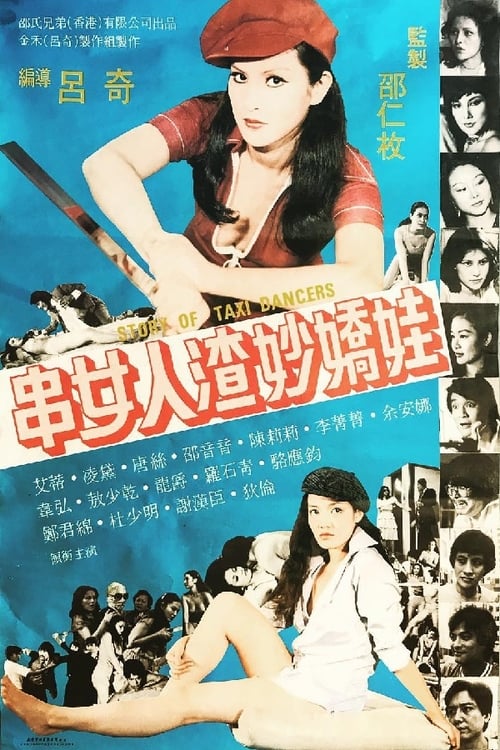 邵氏兄弟(香港)有限公司出品
金禾(呂奇)製作組製作
編導 呂奇
監製 邵仁枚
STORY OF TAXI DANCERS
串女人渣妙嬌娃
艾蒂・凌黛・唐絲・邵音音・陳莉莉・李菁菁・余安娜
韋弘・敖少乾・龍霄・羅石青・駱應鈞
鄭君綿・杜少明・謝漢臣・狄倫
主演